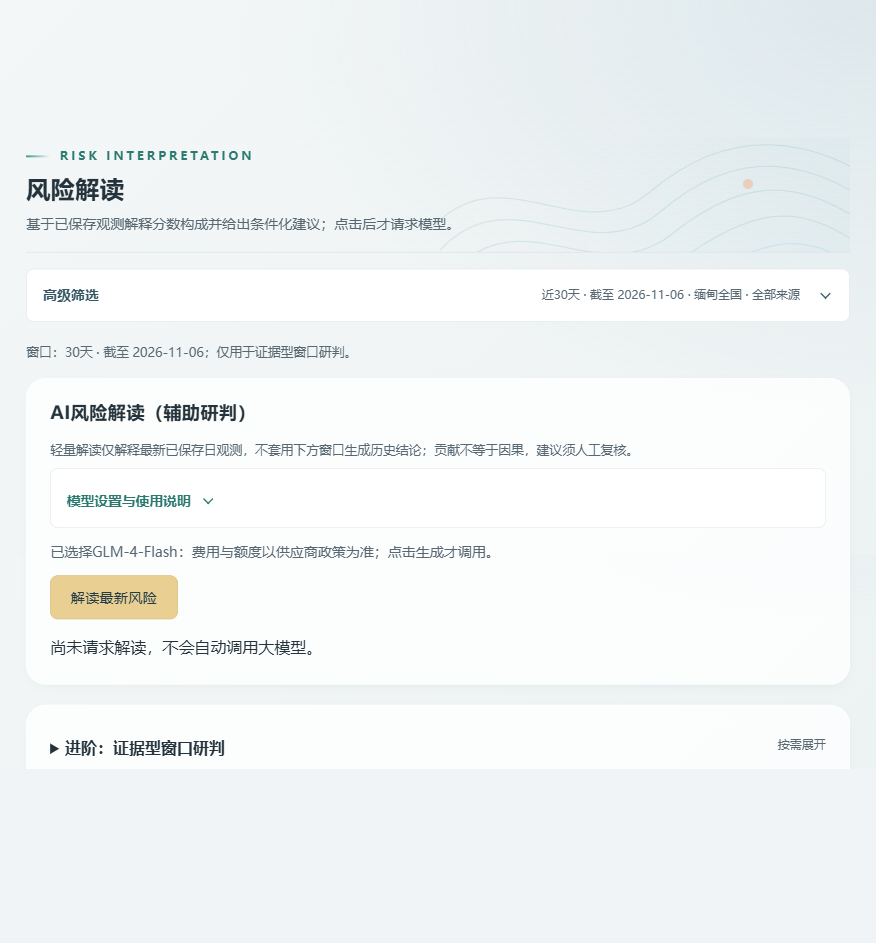 RISK INTERPRETATION
风险解读
基于已保存观测解释分数构成并给出条件化建议；点击后才请求模型。
高级筛选
近30天 · 截至 2026-11-06 · 缅甸全国 · 全部来源
窗口：30天 · 截至 2026-11-06；仅用于证据型窗口研判。
AI风险解读（辅助研判）
轻量解读仅解释最新已保存日观测，不套用下方窗口生成历史结论；贡献不等于因果，建议须人工复核。
模型设置与使用说明
已选择GLM-4-Flash：费用与额度以供应商政策为准；点击生成才调用。
解读最新风险
尚未请求解读，不会自动调用大模型。
进阶：证据型窗口研判
按需展开